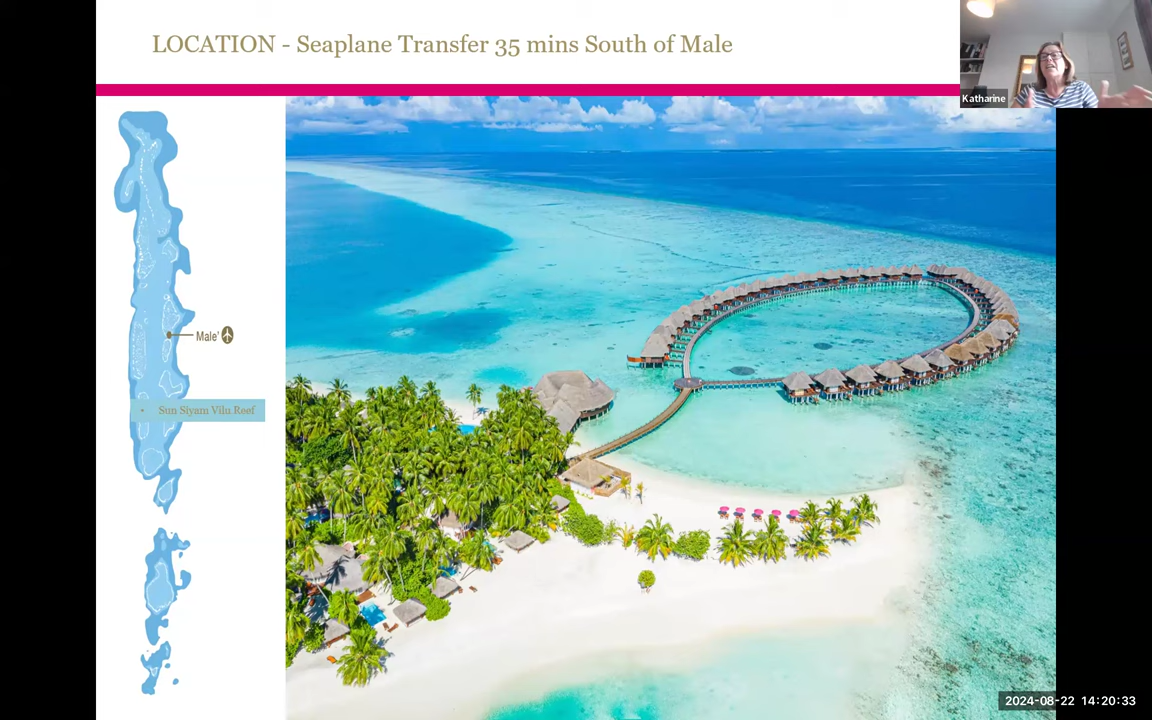 LOCATION - Seaplane Transfer 35 mins South of Male
Katharine
Male'
• Sun Siyam Vilu Reef
2024-08-22 14:20:33